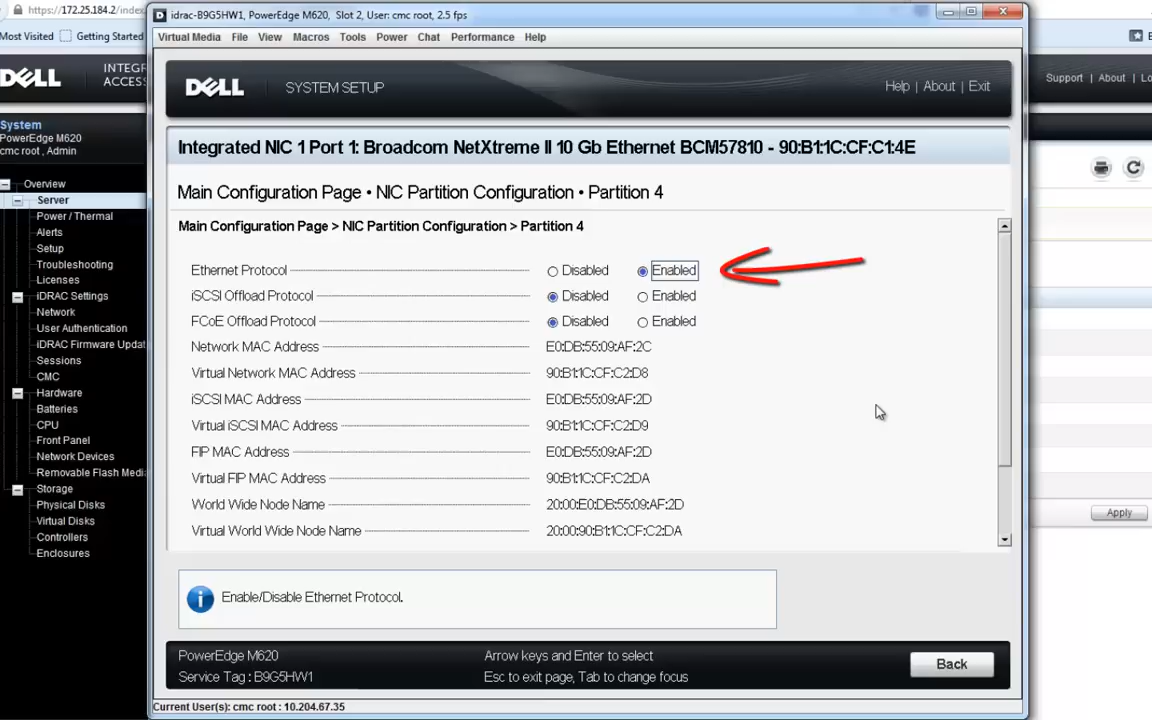 https://172.25.184.2/index
Most Visited
Getting Started
DELL
INTEGR
ACCESS
System
PowerEdge M620
cmc root , Admin
Overview
Server
Power / Thermal
Alerts
Setup
Troubleshooting
Licenses
iDRAC Settings
Network
User Authentication
iDRAC Firmware Updat
Sessions
CMC
Hardware
Batteries
CPU
Front Panel
Network Devices
Removable Flash Medi
Storage
Physical Disks
Virtual Disks
Controllers
Enclosures
idrac-B9G5HW1, PowerEdge M620, Slot 2, User: cmc root, 2.5 fps
Virtual Media File View Macros Tools Power Chat Performance Help
DELL SYSTEM SETUP Help | About | Exit
Integrated NIC 1 Port 1: Broadcom NetXtreme II 10 Gb Ethernet BCM57810 - 90:B1:1C:CF:C1:4E
Main Configuration Page • NIC Partition Configuration • Partition 4
Main Configuration Page > NIC Partition Configuration > Partition 4
Ethernet Protocol Disabled Enabled
iSCSI Offload Protocol Disabled Enabled
FCoE Offload Protocol Disabled Enabled
Network MAC Address E0:DB:55:09:AF:2C
Virtual Network MAC Address 90:B1:1C:CF:C2:D8
iSCSI MAC Address E0:DB:55:09:AF:2D
Virtual iSCSI MAC Address 90:B1:1C:CF:C2:D9
FIP MAC Address E0:DB:55:09:AF:2D
Virtual FIP MAC Address 90:B1:1C:CF:C2:DA
World Wide Node Name 20:00:E0:DB:55:09:AF:2D
Virtual World Wide Node Name 20:00:90:B1:1C:CF:C2:DA
Enable/Disable Ethernet Protocol.
PowerEdge M620 Arrow keys and Enter to select
Service Tag : B9G5HW1 Esc to exit page, Tab to change focus
Back
Current User(s): cmc root : 10.204.67.35
Support | About | Lo
Apply